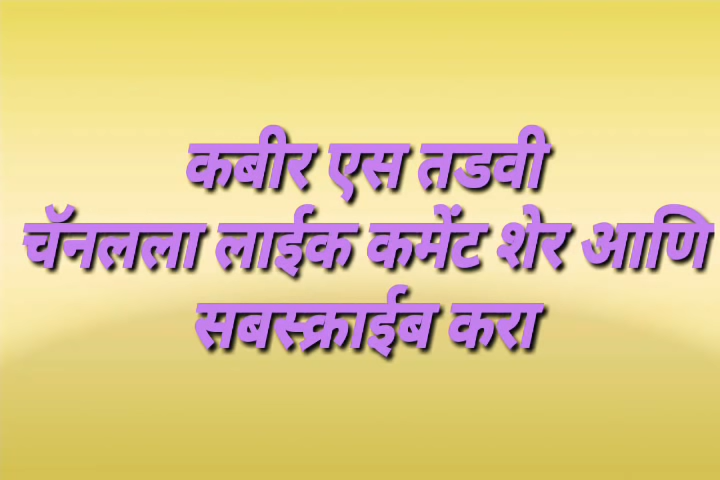 कबीर एस तडवी
चॅनलला लाईक कमेंट शेर आणि
सबस्क्राईब करा